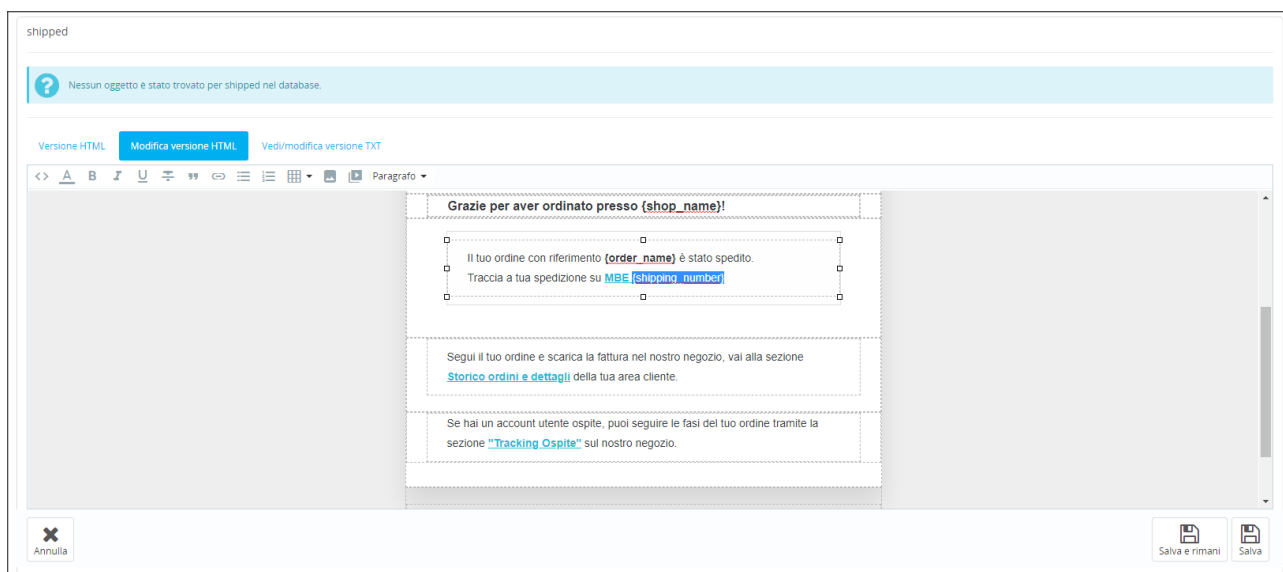 shipped
Nessun oggetto è stato trovato per shipped nel database.
Versione HTML Modifica versione HTML Vedi/modifica versione TXT
<> A B I U Paragrafo
Grazie per aver ordinato presso {shop_name}!
Il tuo ordine con riferimento {order_name} è stato spedito.
Traccia a tua spedizione su MBE {shipping_number}
Segui il tuo ordine e scarica la fattura nel nostro negozio, vai alla sezione
Storico ordini e dettagli della tua area cliente.
Se hai un account utente ospite, puoi seguire le fasi del tuo ordine tramite la
sezione "Tracking Ospite" sul nostro negozio.
Annulla Salva e rimani Salva